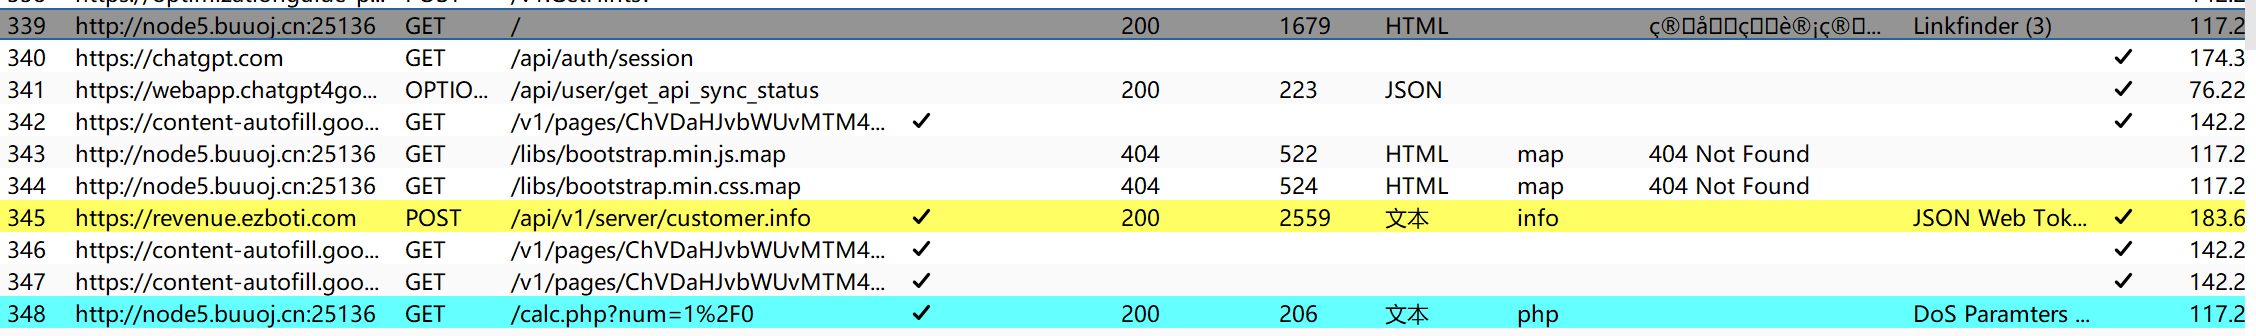 339 http://node5.buuoj.cn:25136 GET / 200 1679 HTML Linkfinder (3) 117.2
340 https://chatgpt.com GET /api/auth/session ✓ 174.3
341 https://webapp.chatgpt4go... OPTIO... /api/user/get_api_sync_status 200 223 JSON ✓ 76.22
342 https://content-autofill.goo... GET /v1/pages/ChVDaHJvbWUvMTM4... ✓ ✓ 142.2
343 http://node5.buuoj.cn:25136 GET /libs/bootstrap.min.js.map 404 522 HTML map 404 Not Found 117.2
344 http://node5.buuoj.cn:25136 GET /libs/bootstrap.min.css.map 404 524 HTML map 404 Not Found 117.2
345 https://revenue.ezboti.com POST /api/v1/server/customer.info ✓ 200 2559 文本 info JSON Web Tok... ✓ 183.6
346 https://content-autofill.goo... GET /v1/pages/ChVDaHJvbWUvMTM4... ✓ ✓ 142.2
347 https://content-autofill.goo... GET /v1/pages/ChVDaHJvbWUvMTM4... ✓ ✓ 142.2
348 http://node5.buuoj.cn:25136 GET /calc.php?num=1%2F0 ✓ 200 206 文本 php DoS Paramters ... 117.2